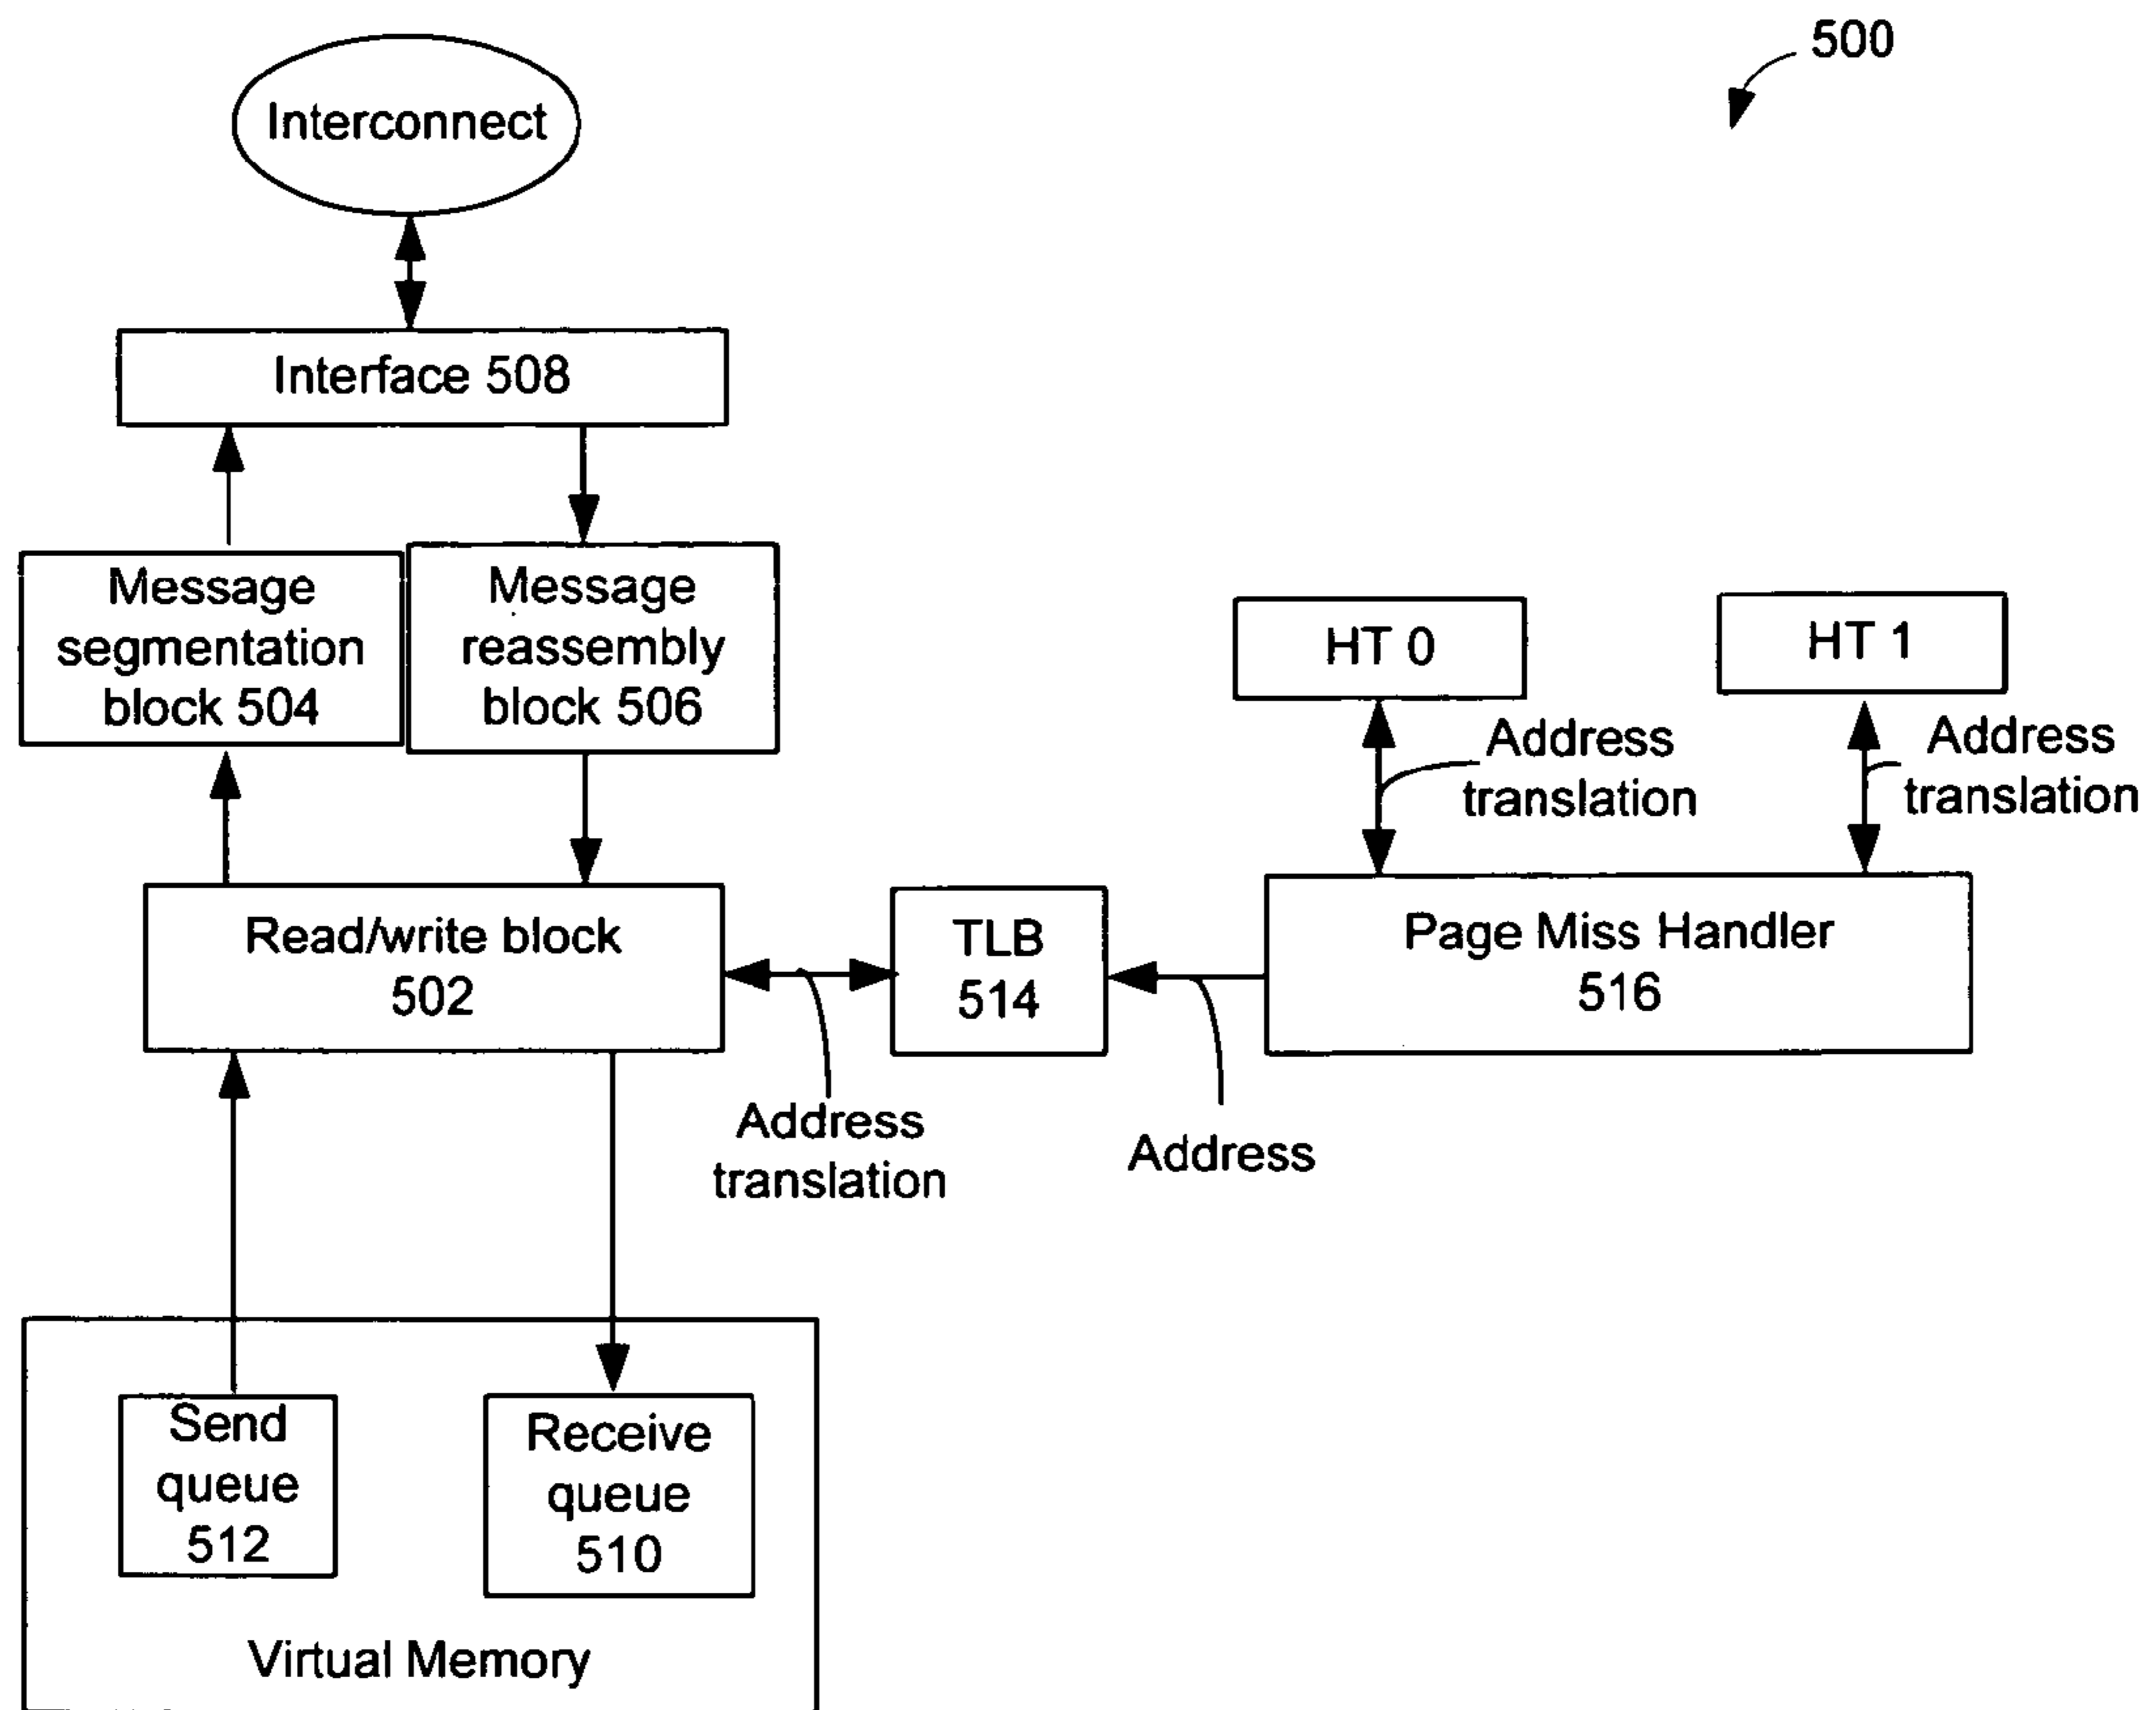 500
Interconnect
Interface 508
Message
segmentation
block 504
Message
reassembly
block 506
HT 0
HT 1
Address
translation
Address
translation
Read/write block
502
TLB
514
Page Miss Handler
516
Address
translation
Address
Send
queue
512
Receive
queue
510
Virtual Memory